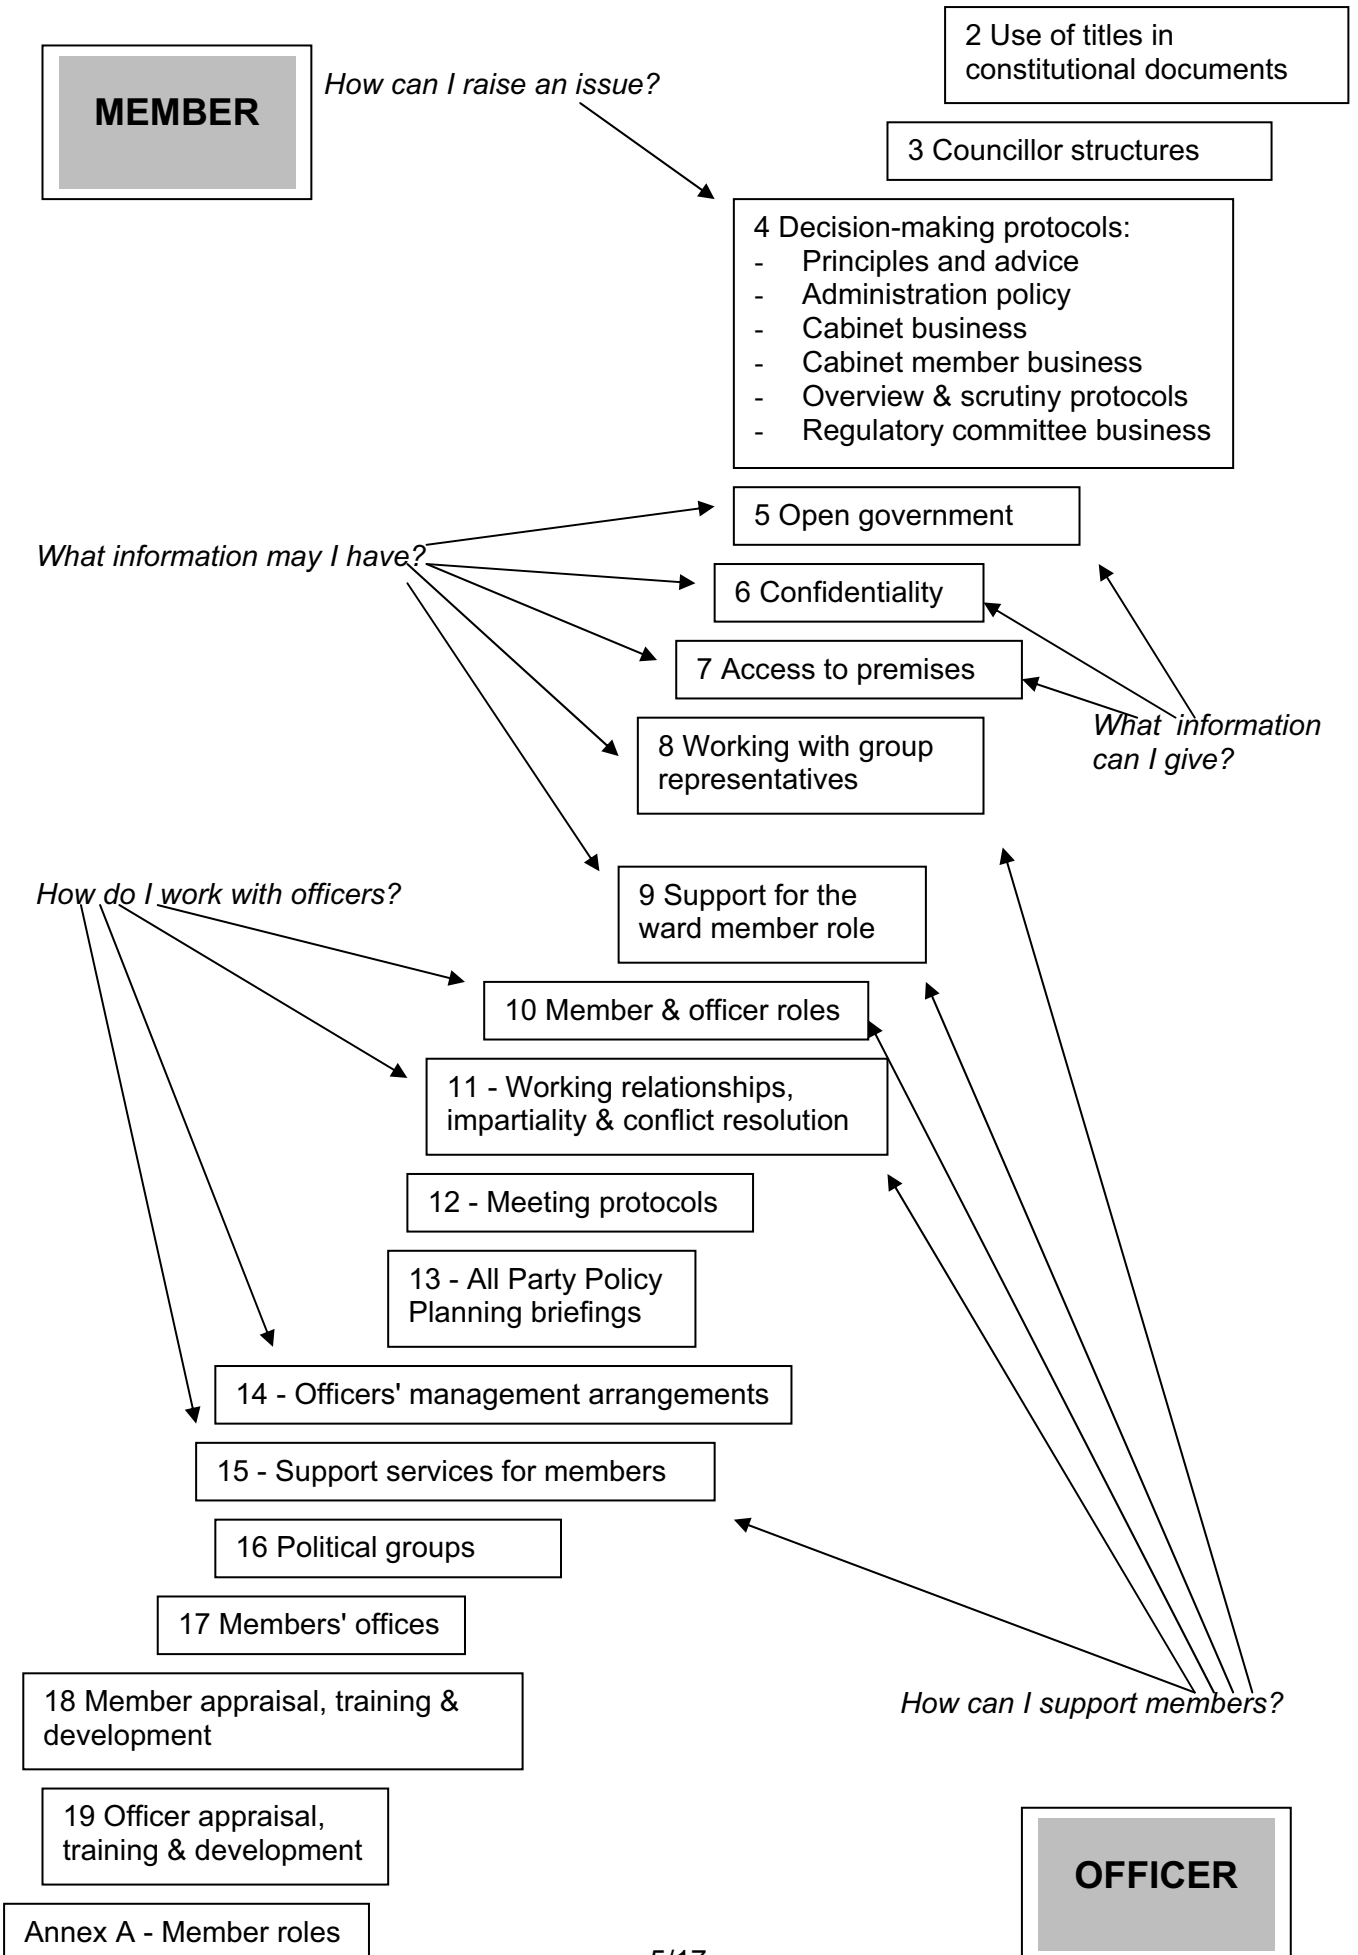 2 Use of titles in
constitutional documents
MEMBER
How can I raise an issue?
3 Councillor structures
4 Decision-making protocols:
- Principles and advice
- Administration policy
- Cabinet business
- Cabinet member business
- Overview & scrutiny protocols
- Regulatory committee business
5 Open government
What information may I have?
6 Confidentiality
7 Access to premises
What information
can I give?
8 Working with group
representatives
How do I work with officers?
9 Support for the
ward member role
10 Member & officer roles
11 - Working relationships,
impartiality & conflict resolution
12 - Meeting protocols
13 - All Party Policy
Planning briefings
14 - Officers' management arrangements
15 - Support services for members
16 Political groups
17 Members' offices
18 Member appraisal, training &
development
How can I support members?
19 Officer appraisal,
training & development
OFFICER
Annex A - Member roles
5/17